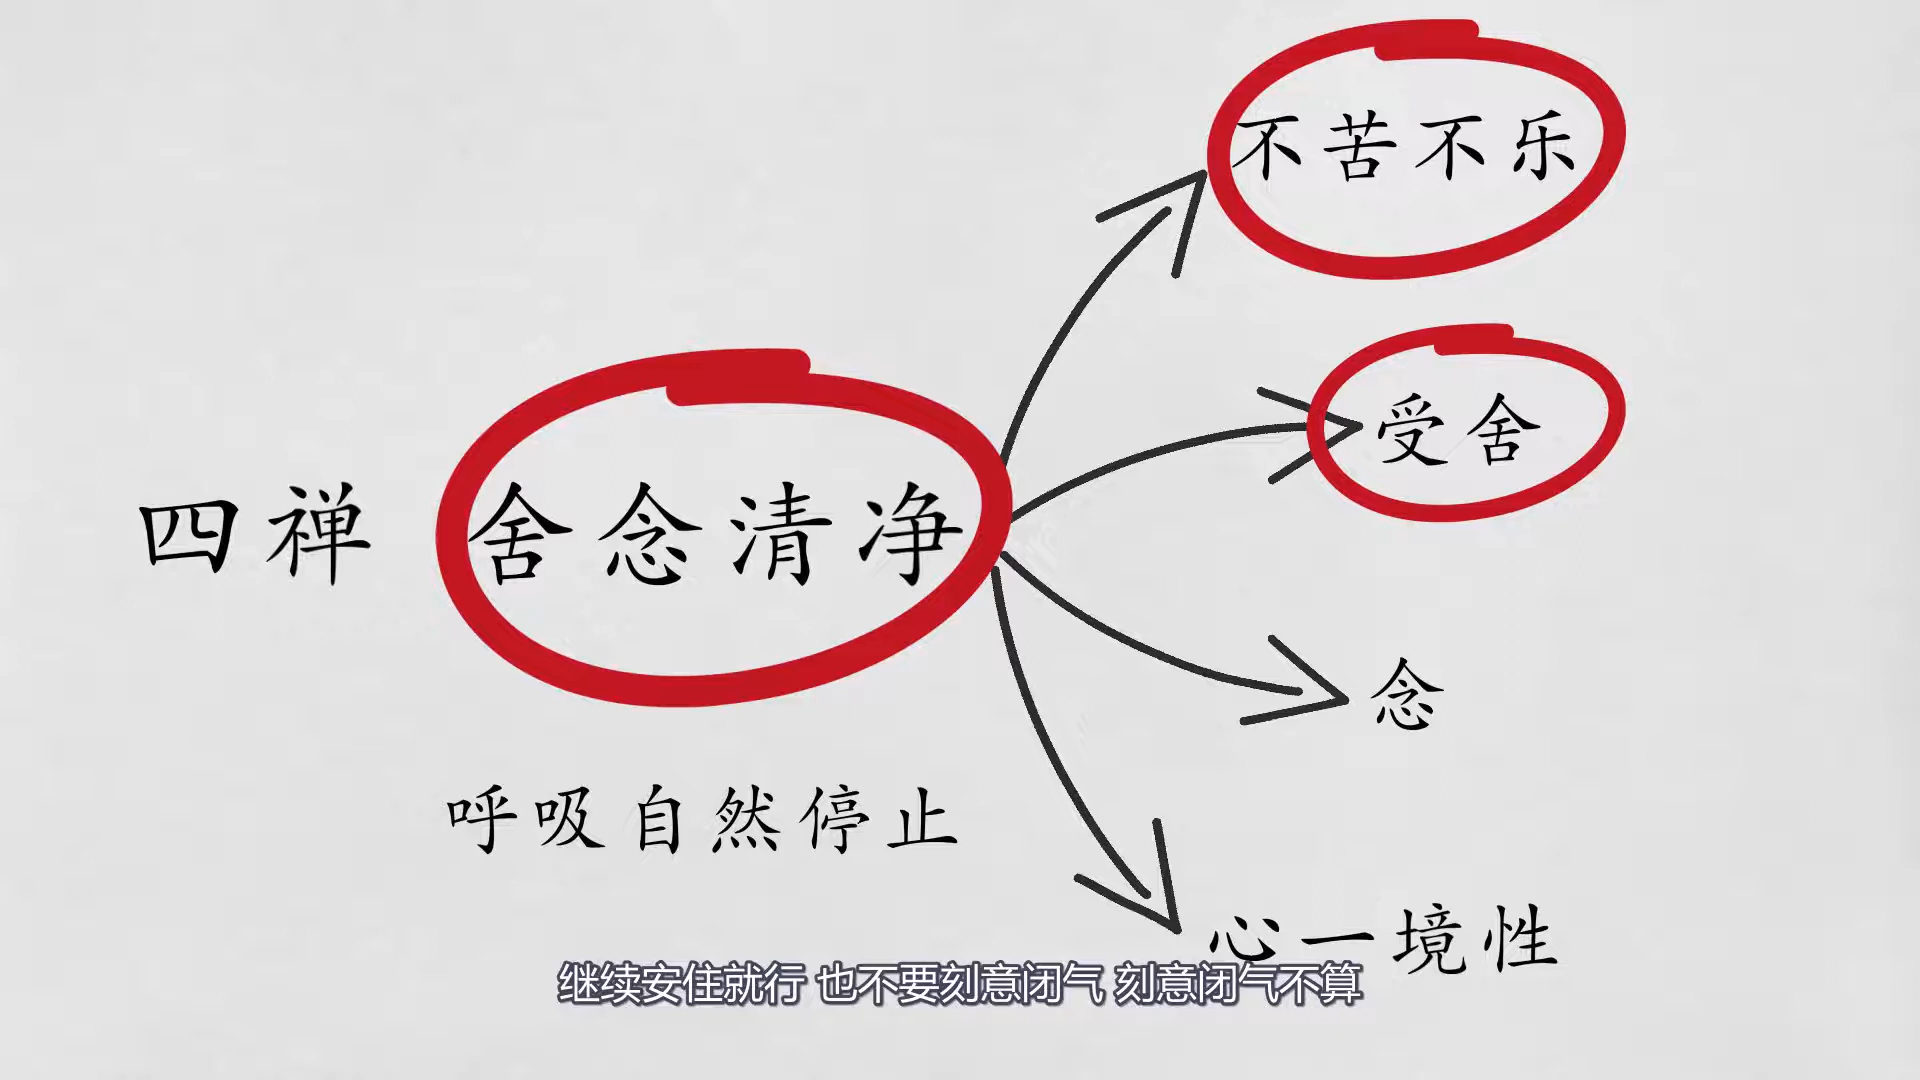 不苦不乐
受舍
四禅 舍念清净
念
呼吸自然停止
心一境性
继续安住就行 也不要刻意闭气 刻意闭气不算